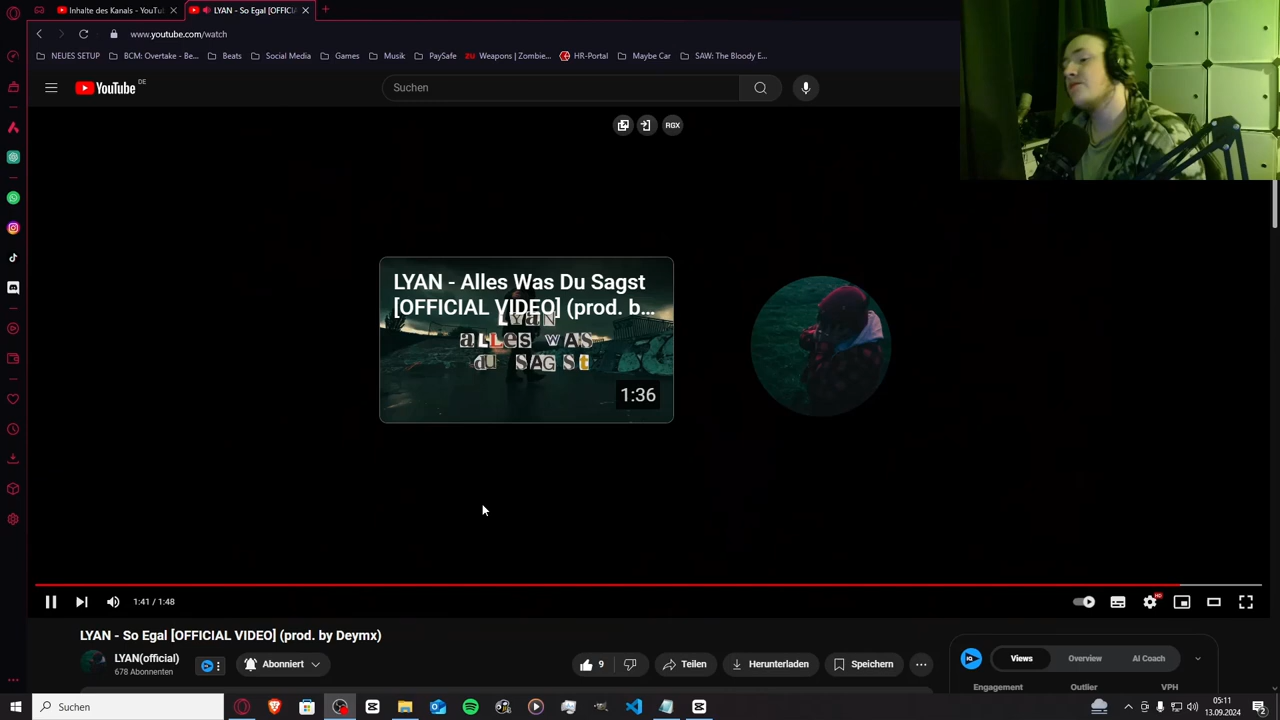 Inhalte des Kanals - YouTu
LYAN - So Egal [OFFICIA
www.youtube.com/watch
NEUES SETUP
BCM: Overtake - Be...
Beats
Social Media
Games
Musik
PaySafe
Weapons | Zombie...
HR-Portal
Maybe Car
SAW: The Bloody E...
YouTube DE
Suchen
RGX
LYAN - Alles Was Du Sagst
[OFFICIAL VIDEO] (prod. b...
LYAN
aLLES WAS
du SAGSt
1:36
1:41 / 1:48
HD
LYAN - So Egal [OFFICIAL VIDEO] (prod. by Deymx)
LYAN(official)
678 Abonnenten
Abonniert
9
Teilen
Herunterladen
Speichern
Views
Overview
AI Coach
Engagement
Outlier
VPH
Suchen
05:11
13.09.2024
2